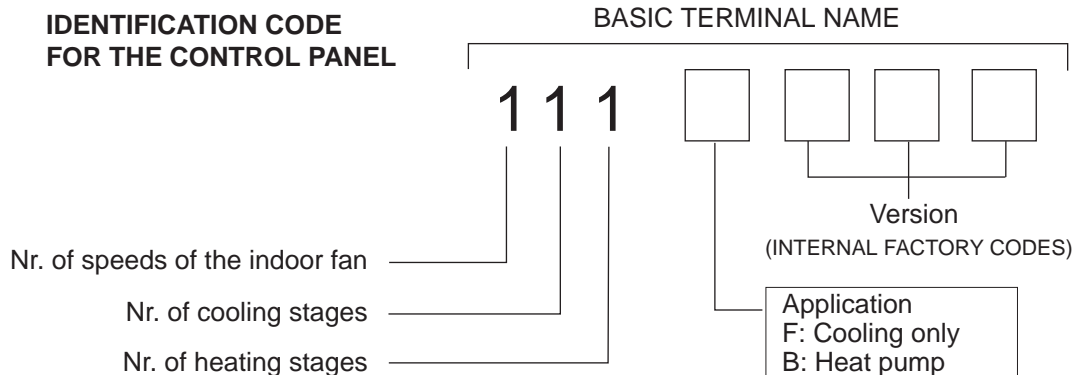 IDENTIFICATION CODE
FOR THE CONTROL PANEL
BASIC TERMINAL NAME
1 1 1
Version
(INTERNAL FACTORY CODES)
Nr. of speeds of the indoor fan
Nr. of cooling stages
Nr. of heating stages
Application
F: Cooling only
B: Heat pump